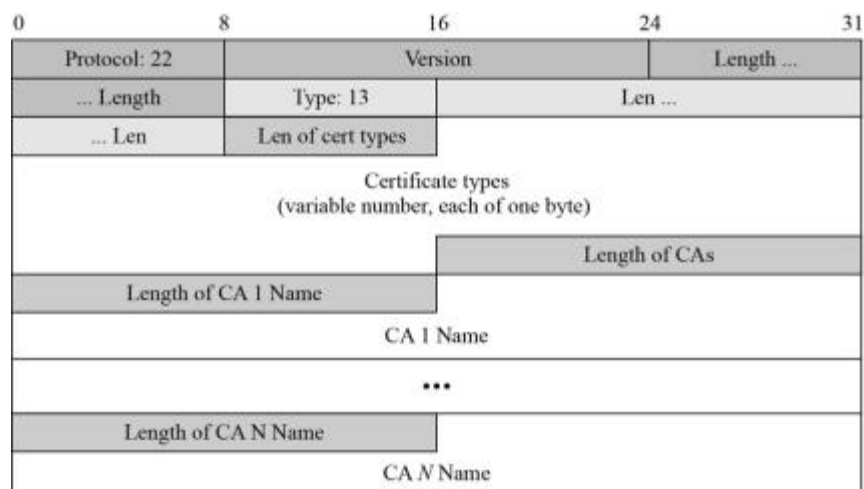 0 8 16 24 31
Protocol: 22 Version Length ...
... Length Type: 13 Len ...
... Len Len of cert types
Certificate types
(variable number, each of one byte)
Length of CAs
Length of CA 1 Name
CA 1 Name
•••
Length of CA N Name
CA N Name